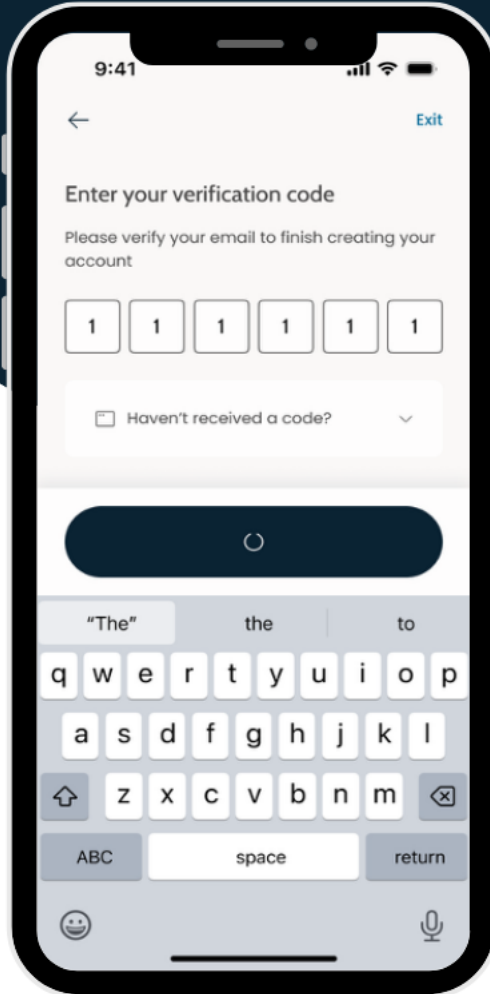 9:41
Exit
Enter your verification code
Please verify your email to finish creating your
account
1 1 1 1 1 1
Haven't received a code?
"The" the to
q w e r t y u i o p
a s d f g h j k l
z x c v b n m
ABC space return